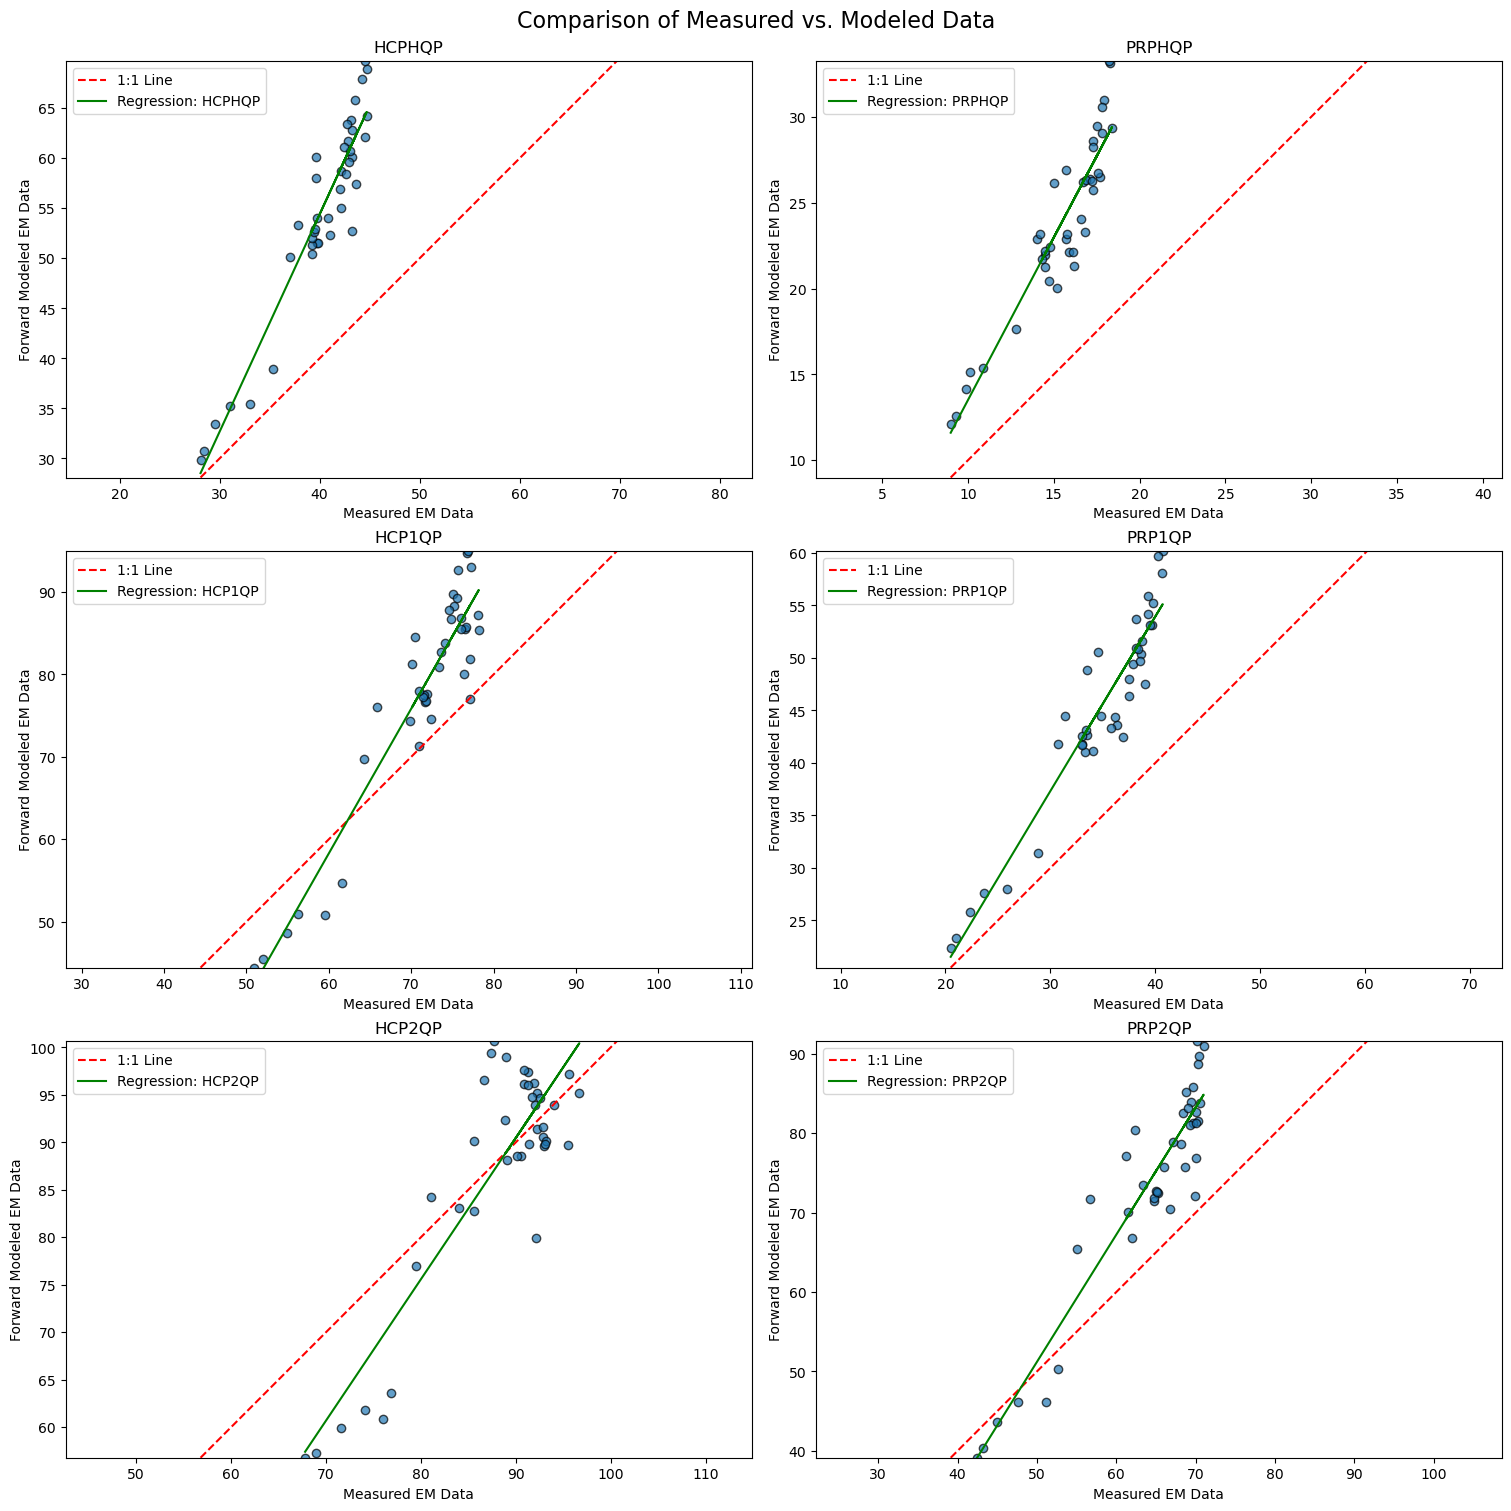 Comparison of Measured vs. Modeled Data
HCPHQP
1:1 Line
Regression: HCPHQP
Forward Modeled EM Data
65
60
55
50
45
40
35
30
20
30
40
50
60
70
80
Measured EM Data
PRPHQP
1:1 Line
Regression: PRPHQP
Forward Modeled EM Data
30
25
20
15
10
5
10
15
20
25
30
35
40
Measured EM Data
HCP1QP
1:1 Line
Regression: HCP1QP
Forward Modeled EM Data
90
80
70
60
50
30
40
50
60
70
80
90
100
110
Measured EM Data
PRP1QP
1:1 Line
Regression: PRP1QP
Forward Modeled EM Data
60
55
50
45
40
35
30
25
10
20
30
40
50
60
70
Measured EM Data
HCP2QP
1:1 Line
Regression: HCP2QP
Forward Modeled EM Data
100
95
90
85
80
75
70
65
60
50
60
70
80
90
100
110
Measured EM Data
PRP2QP
1:1 Line
Regression: PRP2QP
Forward Modeled EM Data
90
80
70
60
50
40
30
40
50
60
70
80
90
100
Measured EM Data